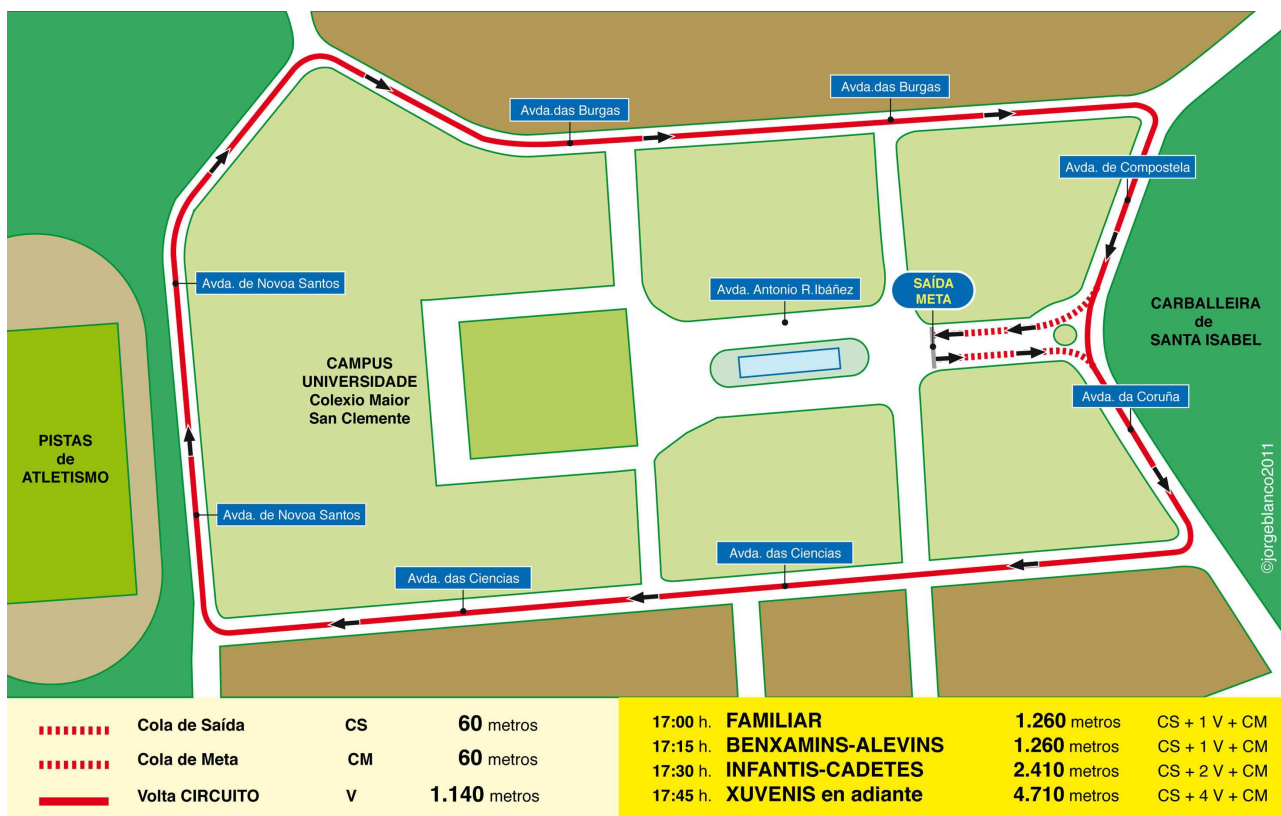 Avda.das Burgas
Avda.das Burgas
Avda. de Compostela
Avda. de Novoa Santos
Avda. Antonio R.Ibáñez
SAÍDA
META
CARBALLEIRA
de
SANTA ISABEL
CAMPUS
UNIVERSIDADE
Colexio Maior
San Clemente
Avda. da Coruña
PISTAS
de
ATLETISMO
Avda. de Novoa Santos
Avda. das Ciencias
Avda. das Ciencias
©jorgeblanco2011
Cola de Saída CS 60 metros
Cola de Meta CM 60 metros
Volta CIRCUITO V 1.140 metros
17:00 h. FAMILIAR 1.260 metros CS + 1 V + CM
17:15 h. BENXAMINS-ALEVINS 1.260 metros CS + 1 V + CM
17:30 h. INFANTIS-CADETES 2.410 metros CS + 2 V + CM
17:45 h. XUVENIS en adiante 4.710 metros CS + 4 V + CM